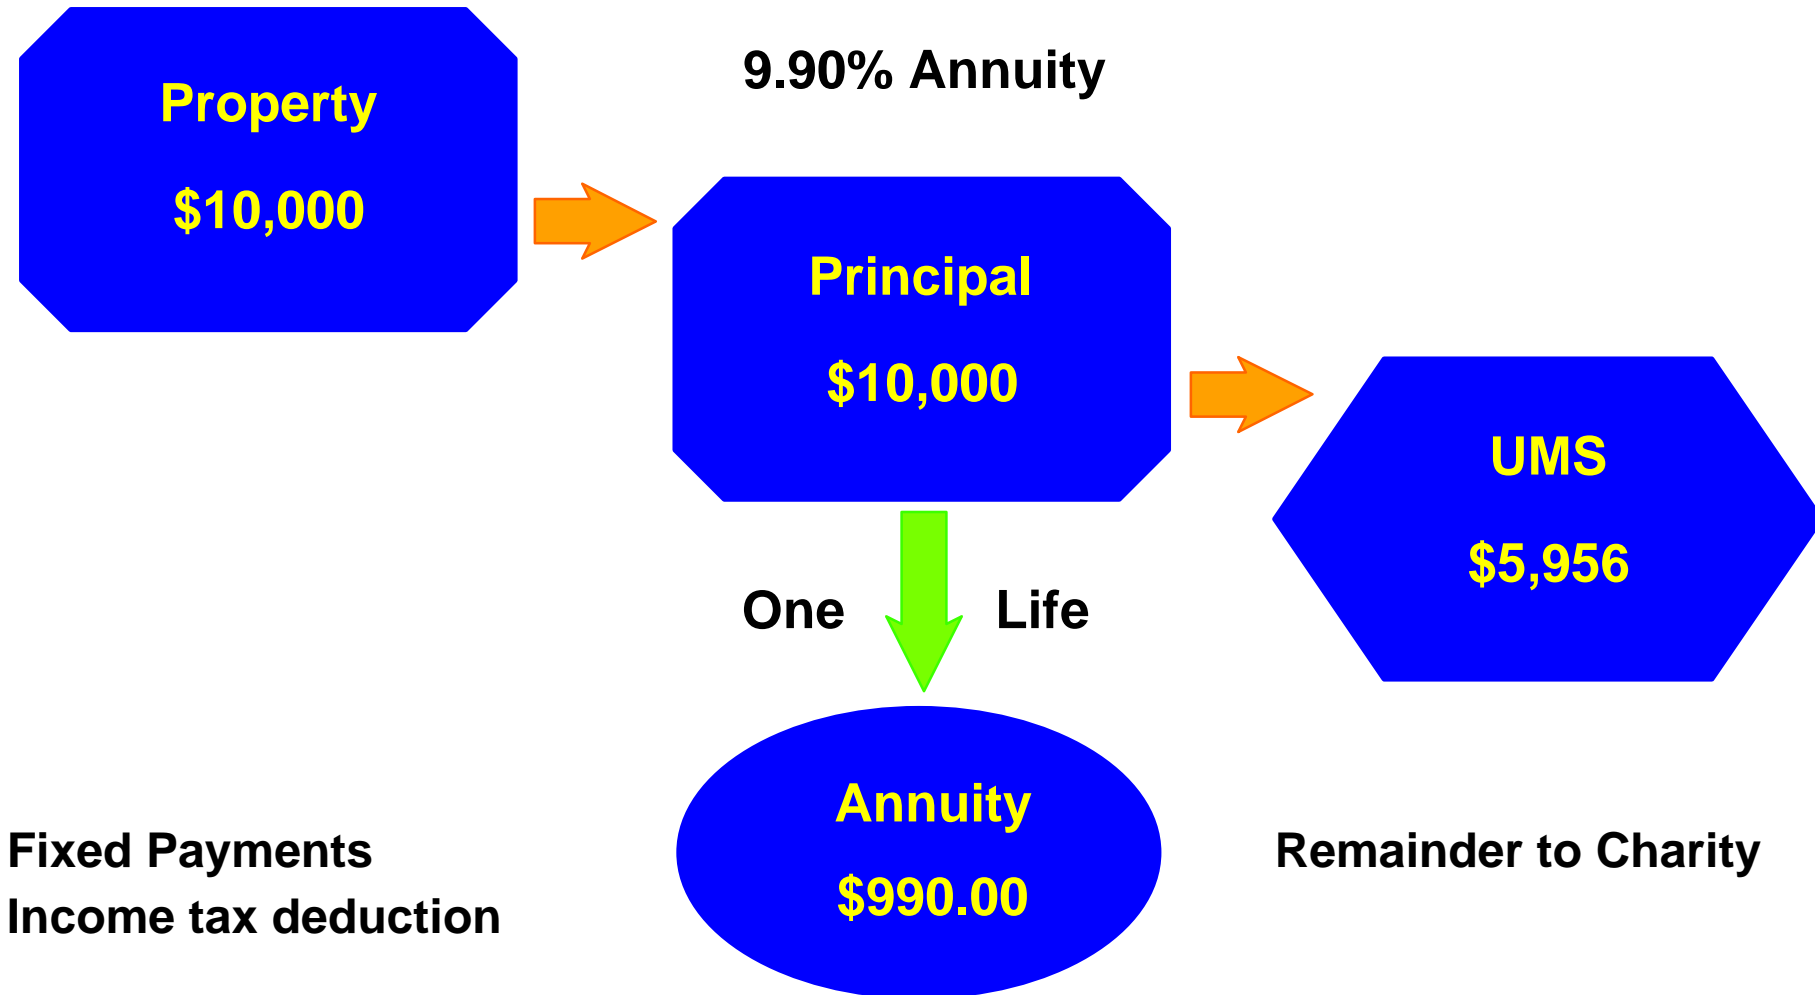 Property
$10,000
9.90% Annuity
Principal
$10,000
UMS
$5,956
One Life
Annuity
$990.00
Fixed Payments
Income tax deduction
Remainder to Charity